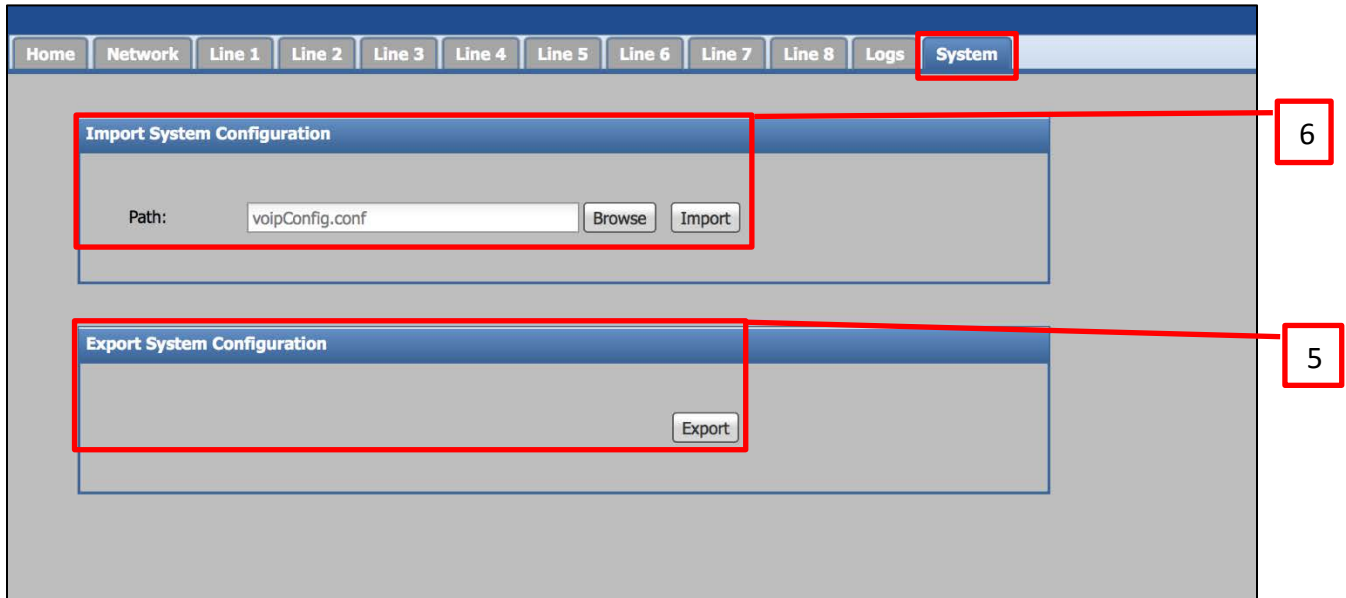 Home Network Line 1 Line 2 Line 3 Line 4 Line 5 Line 6 Line 7 Line 8 Logs System
Import System Configuration
6
Path: voipConfig.conf Browse Import
Export System Configuration
5
Export